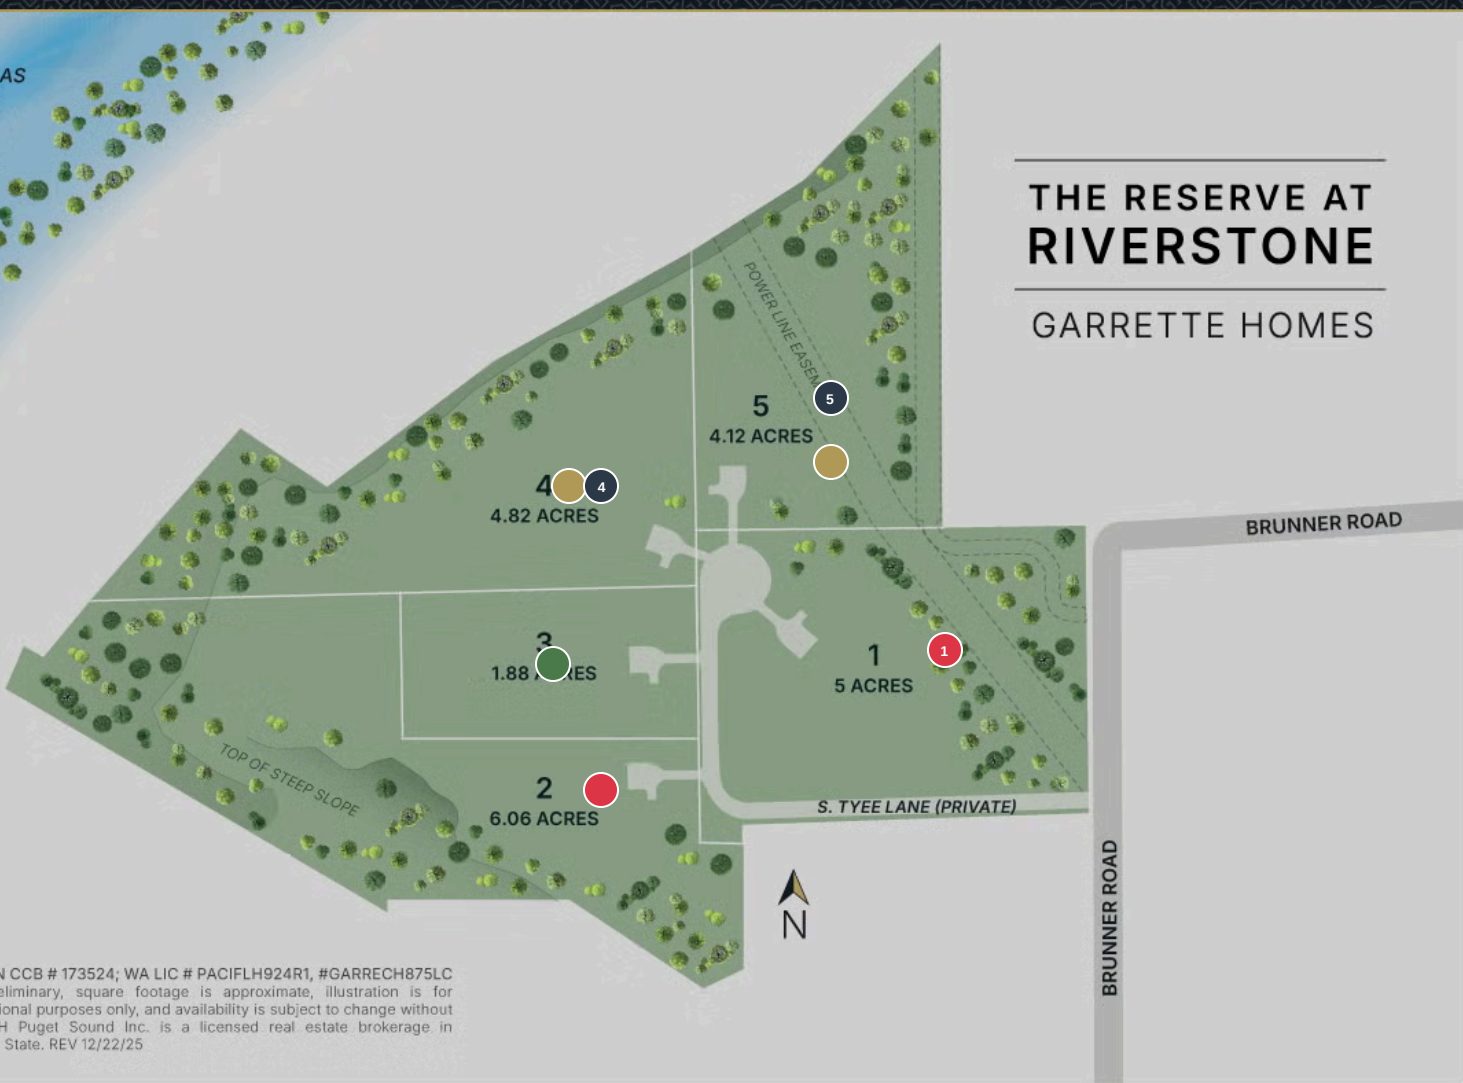 AS
THE RESERVE AT
RIVERSTONE
GARRETTE HOMES
POWER LINE
5
5
4.12 ACRES
4
4
4.82 ACRES
BRUNNER ROAD
3
1.88
1
1
5 ACRES
TOP OF STEEP SLOPE
2
6.06 ACRES
S. TYEE LANE (PRIVATE)
BRUNNER ROAD
N
N CCB # 173524; WA LIC # PACIFLH924R1, #GARRECH875LC
eliminary, square footage is approximate, illustration is for
ional purposes only, and availability is subject to change without
H Puget Sound Inc. is a licensed real estate brokerage in
State. REV 12/22/25